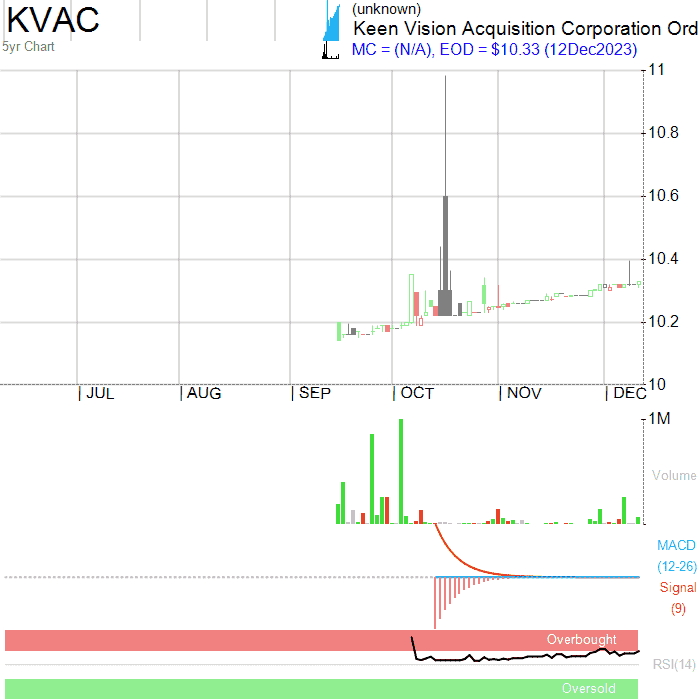 KVAC
5yr Chart
(unknown)
Keen Vision Acquisition Corporation Ord
MC = (N/A), EOD = $10.33 (12Dec2023)
11
10.8
10.6
10.4
10.2
10
JUL
AUG
SEP
OCT
NOV
DEC
1M
Volume
MACD
(12-26)
Signal
(9)
Overbought
RSI(14)
Oversold